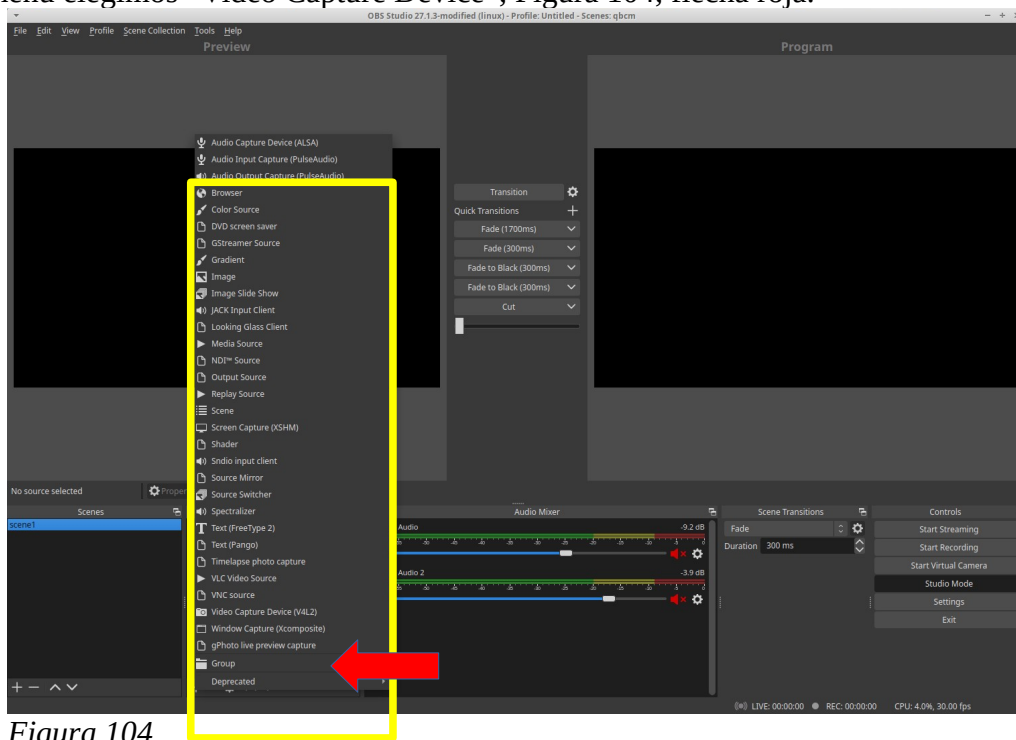 menú elegimos "Video Capture Device", Figura 104, flecha roja.
OBS Studio 27.1.3-modified (linux) - Profile: Untitled - Scenes: qbcm
File Edit View Profile Scene Collection Tools Help
Preview
Program
Audio Capture Device (ALSA)
Audio Input Capture (PulseAudio)
Audio Output Capture (PulseAudio)
Browser
Color Source
DVD screen saver
GStreamer Source
Gradient
Image
Image Slide Show
JACK Input Client
Looking Glass Client
Media Source
NDI™ Source
Output Source
Replay Source
Scene
Screen Capture (XSHM)
Shader
Sndio input client
Source Mirror
Source Switcher
Spectralizer
Text (FreeType 2)
Text (Pango)
Timelapse photo capture
VLC Video Source
VNC source
Video Capture Device (V4L2)
Window Capture (Xcomposite)
gPhoto live preview capture
Group
Deprecated
Transition
Quick Transitions
Fade (1700ms)
Fade (300ms)
Fade to Black (300ms)
Fade to Black (300ms)
Cut
No source selected
Proper
Scenes
scene1
Audio Mixer
Audio -9.2 dB
Audio 2 -3.9 dB
Scene Transitions
Fade
Duration 300 ms
Controls
Start Streaming
Start Recording
Start Virtual Camera
Studio Mode
Settings
Exit
LIVE: 00:00:00 REC: 00:00:00 CPU: 4.0%, 30.00 fps
Figura 104